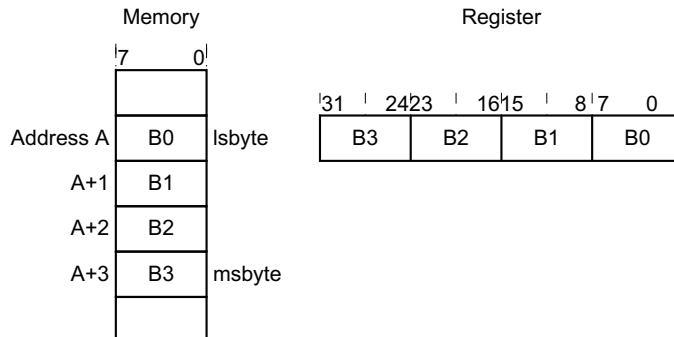 Memory
Register
7 0
31 24 23 16 15 8 7 0
Address A B0 lsbyte
B3 B2 B1 B0
A+1 B1
A+2 B2
A+3 B3 msbyte